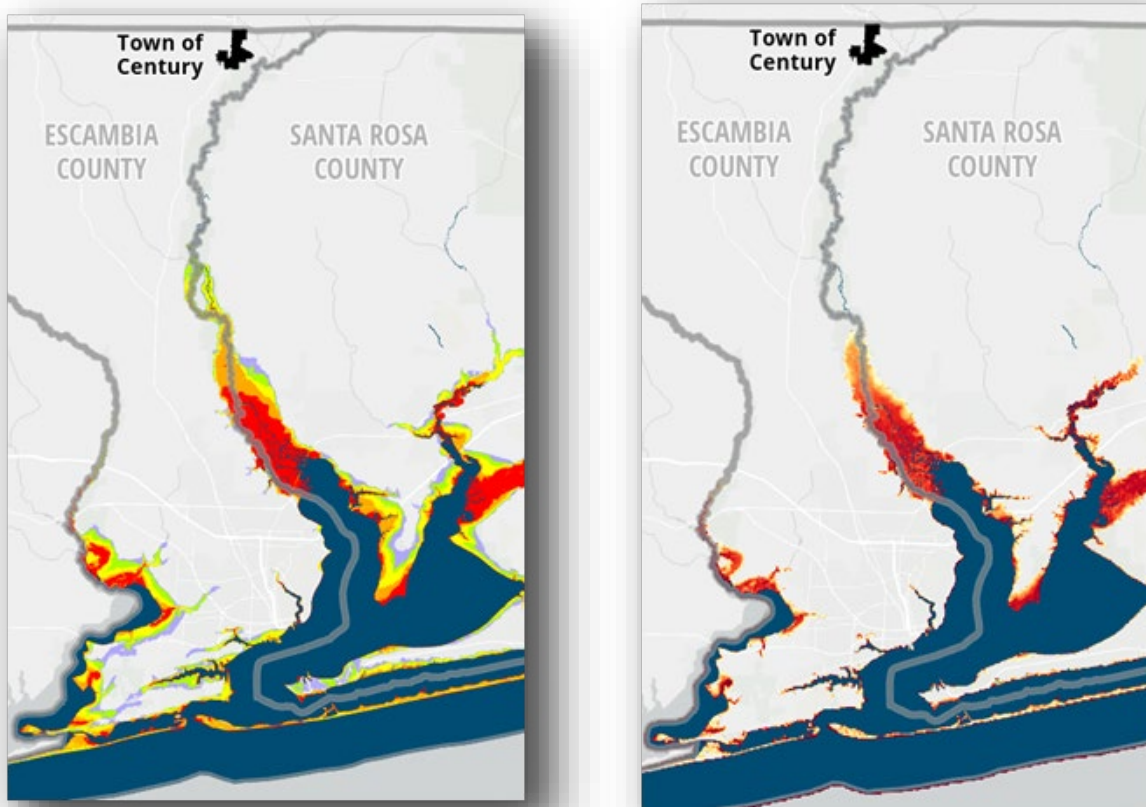 Town of
Century
ESCAMBIA
COUNTY
SANTA ROSA
COUNTY
Town of
Century
ESCAMBIA
COUNTY
SANTA ROSA
COUNTY